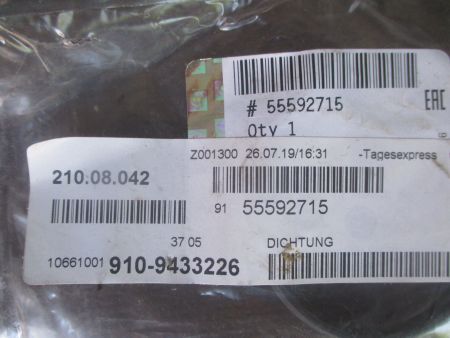 # 55592715
EAC
Qty 1
Z001300 26.07.19/16:31 -Tagesexpress
210.08.042
91 55592715
37 05 DICHTUNG
10661001 910-9433226